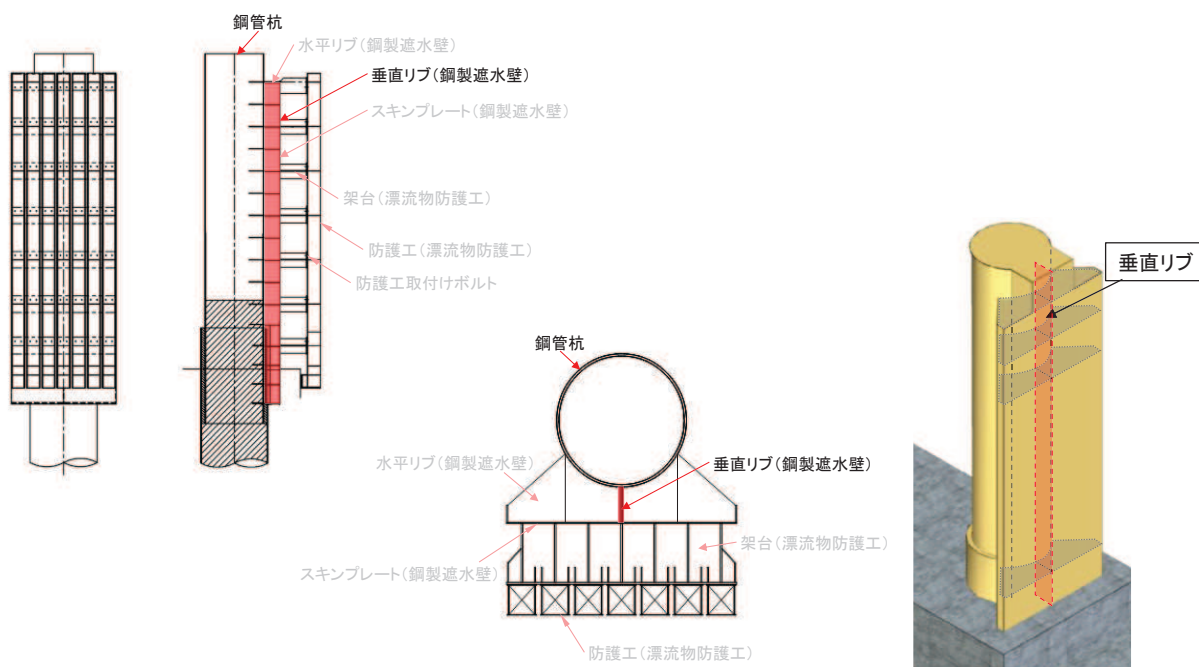 鋼管杭
水平リブ(鋼製遮水壁)
垂直リブ(鋼製遮水壁)
スキンプレート(鋼製遮水壁)
架台(漂流物防護工)
防護工(漂流物防護工)
防護工取付けボルト
鋼管杭
水平リブ(鋼製遮水壁)
垂直リブ(鋼製遮水壁)
架台(漂流物防護工)
スキンプレート(鋼製遮水壁)
防護工(漂流物防護工)
垂直リブ